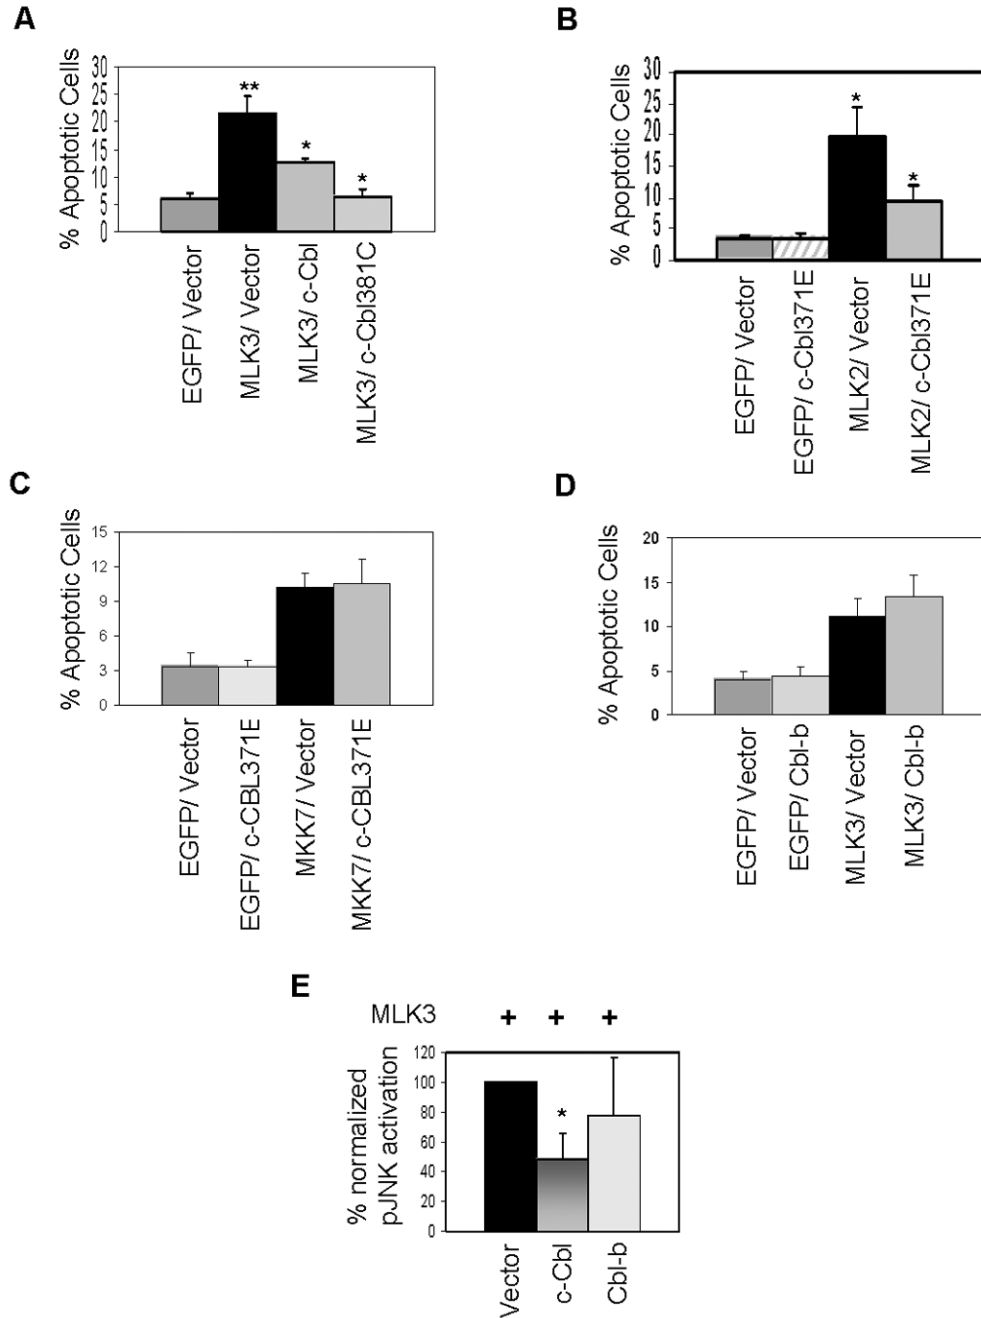 A
% Apoptotic Cells
30
25
20
15
10
5
0
**
*
*
EGFP/ Vector
MLK3/ Vector
MLK3/ c-Cbl
MLK3/ c-Cbl381C
B
% Apoptotic Cells
30
25
20
15
10
5
0
*
*
EGFP/ Vector
EGFP/ c-Cbl371E
MLK2/ Vector
MLK2/ c-Cbl371E
C
% Apoptotic Cells
15
12
9
6
3
0
EGFP/ Vector
EGFP/ c-CBL371E
MKK7/ Vector
MKK7/ c-CBL371E
D
% Apoptotic Cells
20
15
10
5
0
EGFP/ Vector
EGFP/ Cbl-b
MLK3/ Vector
MLK3/ Cbl-b
E
MLK3 + + +
% normalized
pJNK activation
120
100
80
60
40
20
0
*
Vector
c-Cbl
Cbl-b